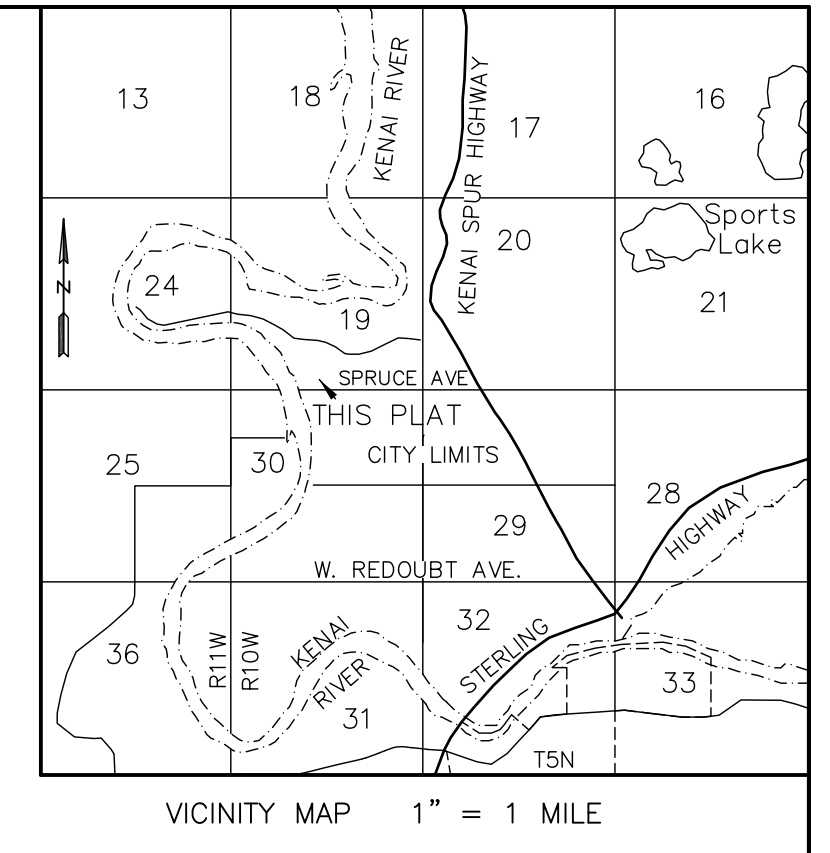 13
18
KENAI RIVER
KENAI SPUR HIGHWAY
17
16
20
Sports
Lake
24
N
19
21
SPRUCE AVE
THIS PLAT
CITY LIMITS
25
30
28
HIGHWAY
29
W. REDOUBT AVE.
32
STERLING
KENAI
RIVER
36
R11W
R10W
31
33
T5N
VICINITY MAP 1" = 1 MILE